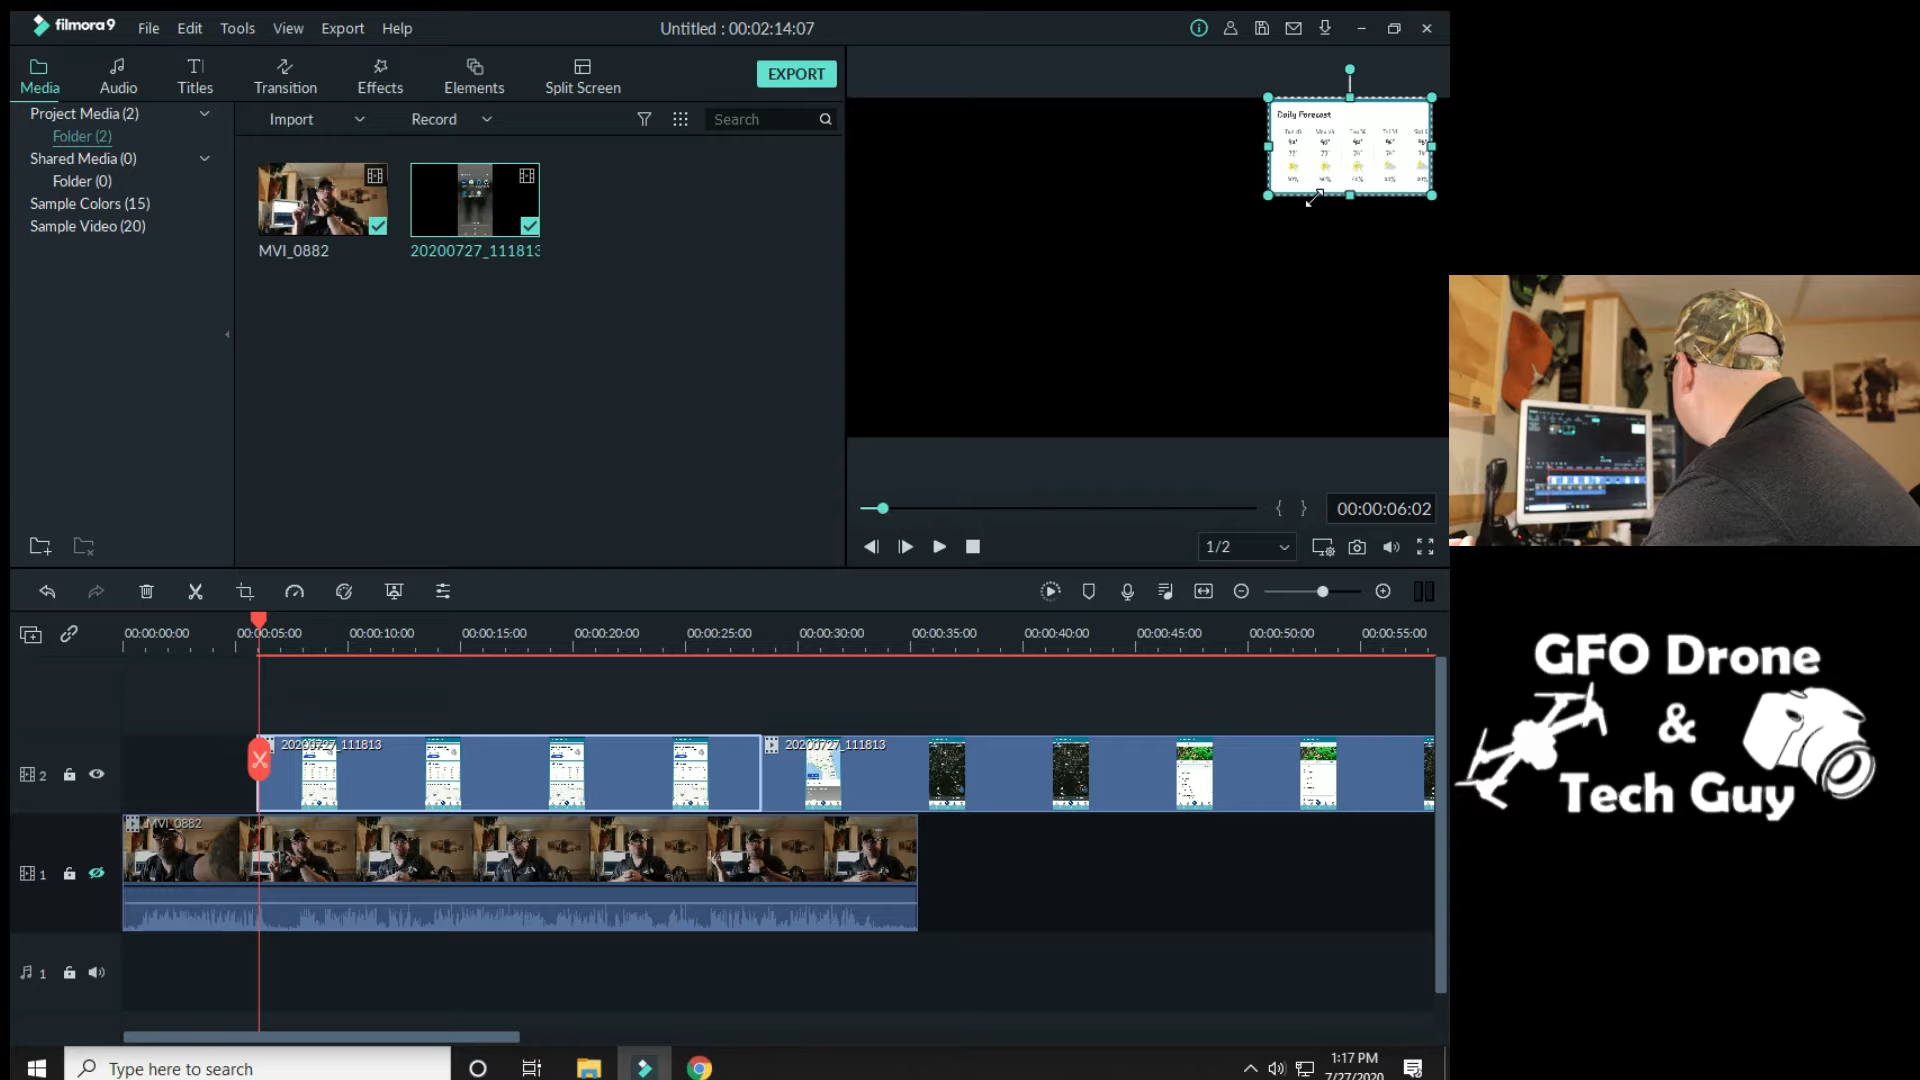 filmora9 File Edit Tools View Export Help
Untitled : 00:02:14:07
Media Audio Titles Transition Effects Elements Split Screen
EXPORT
Project Media (2)
Folder (2)
Shared Media (0)
Folder (0)
Sample Colors (15)
Sample Video (20)
Import Record Search
MVI_0882
20200727_111813
Daily Forecast
{ } 00:00:06:02
1/2
00:00:00:00 00:00:05:00 00:00:10:00 00:00:15:00 00:00:20:00 00:00:25:00 00:00:30:00 00:00:35:00 00:00:40:00 00:00:45:00 00:00:50:00 00:00:55:00
2
20200727_111813
20200727_111813
1
MVI_0882
1
GFO Drone
&
Tech Guy
Type here to search
1:17 PM
7/27/2020